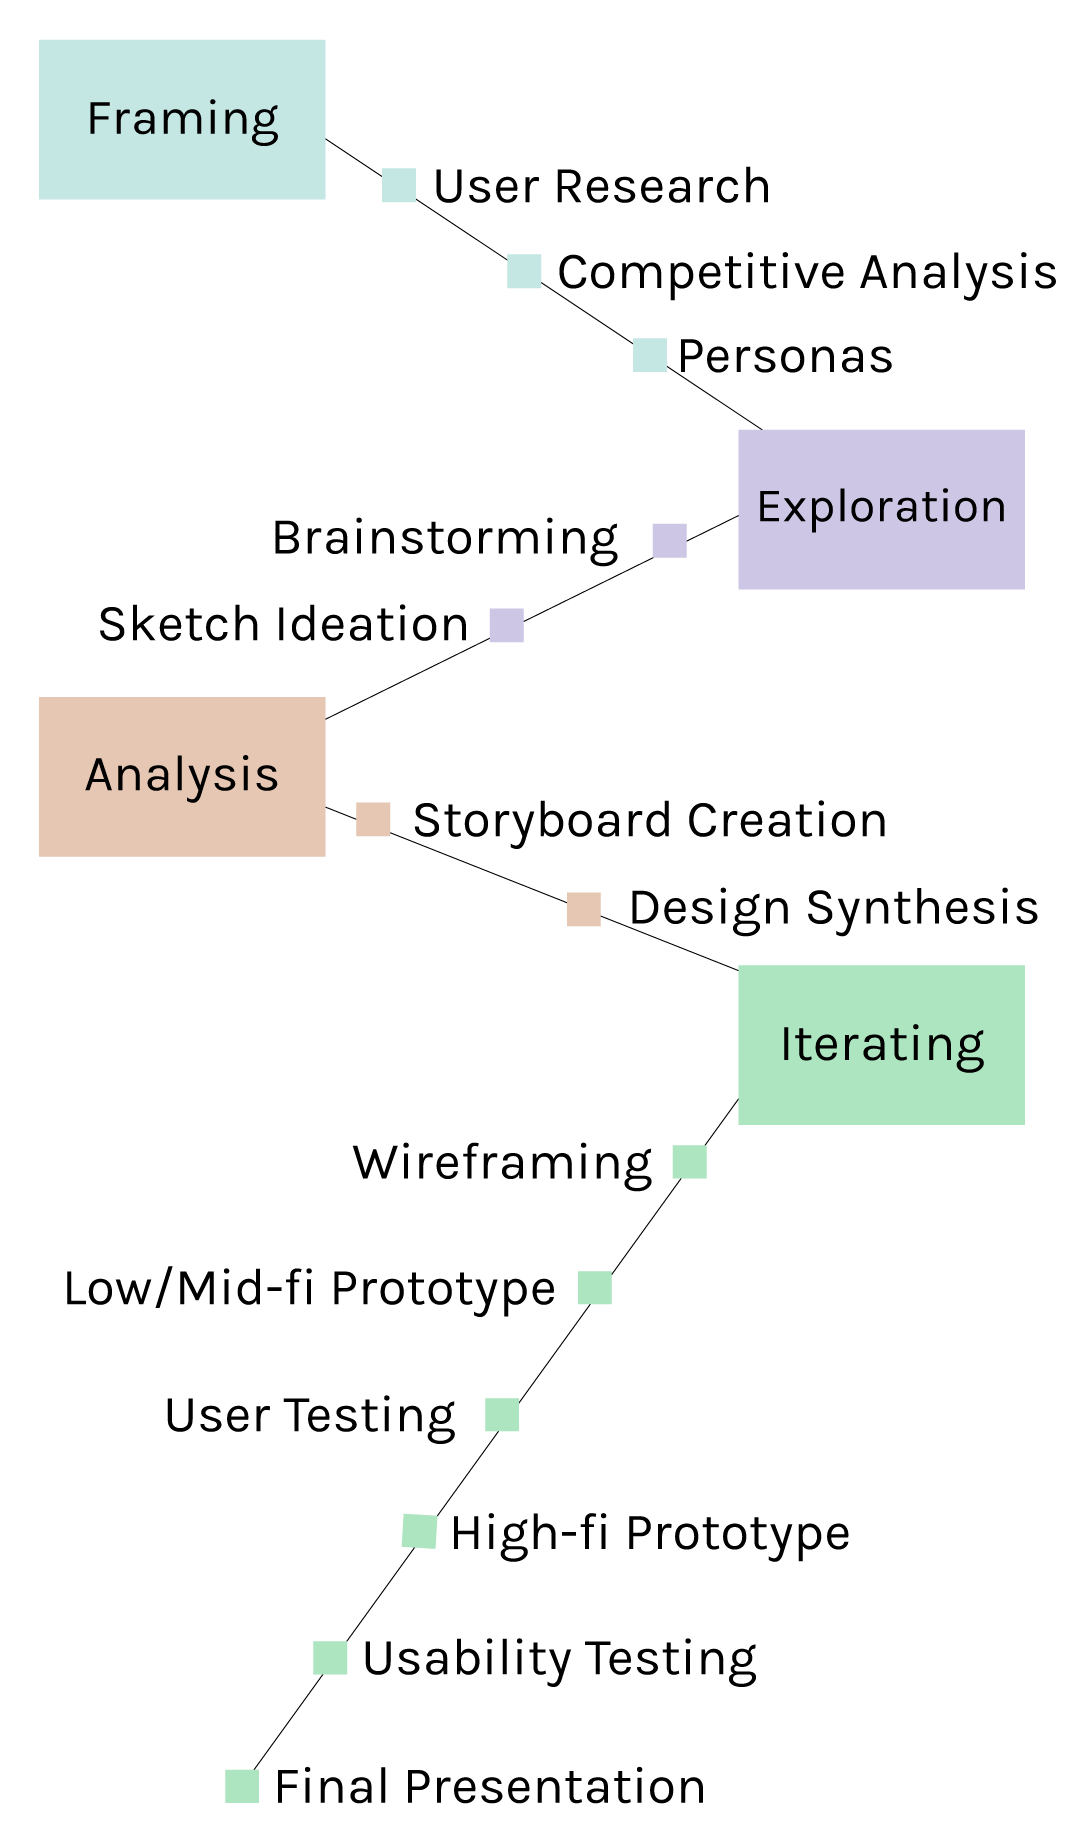 Framing
User Research
Competitive Analysis
Personas
Exploration
Brainstorming
Sketch Ideation
Analysis
Storyboard Creation
Design Synthesis
Iterating
Wireframing
Low/Mid-fi Prototype
User Testing
High-fi Prototype
Usability Testing
Final Presentation